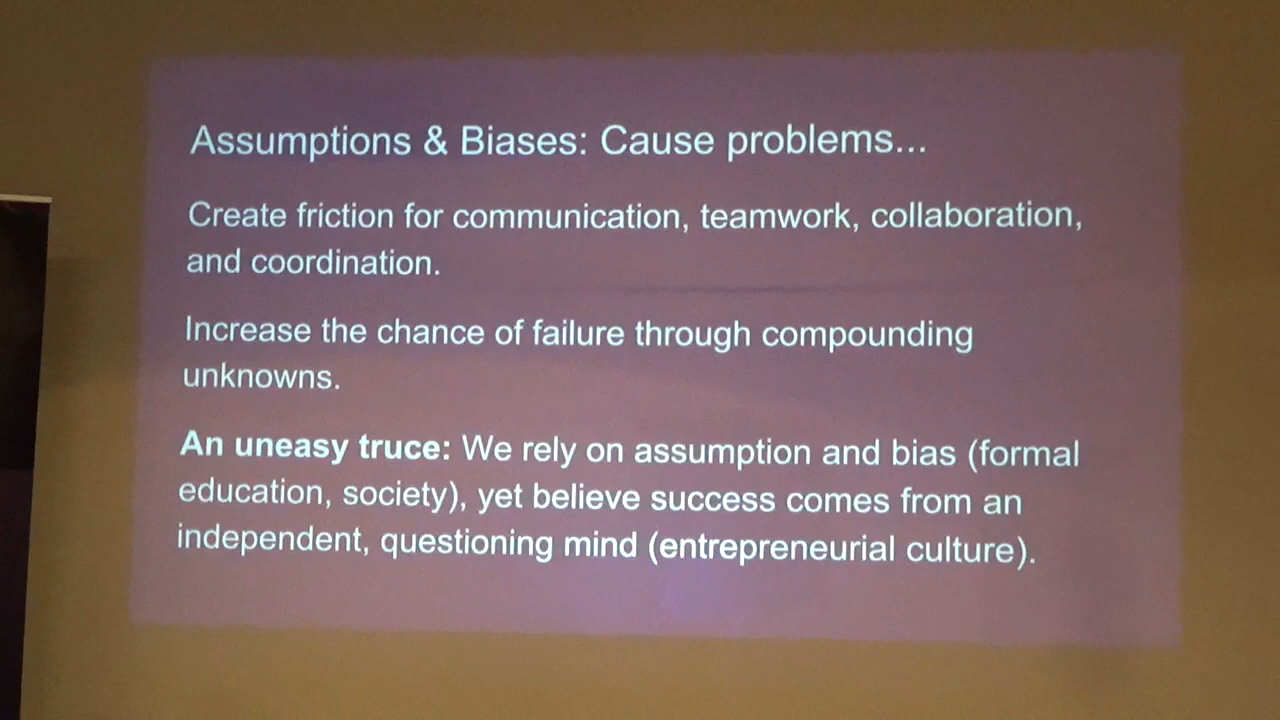 Assumptions & Biases: Cause problems...
Create friction for communication, teamwork, collaboration,
and coordination.
Increase the chance of failure through compounding
unknowns.
An uneasy truce: We rely on assumption and bias (formal
education, society), yet believe success comes from an
independent, questioning mind (entrepreneurial culture).